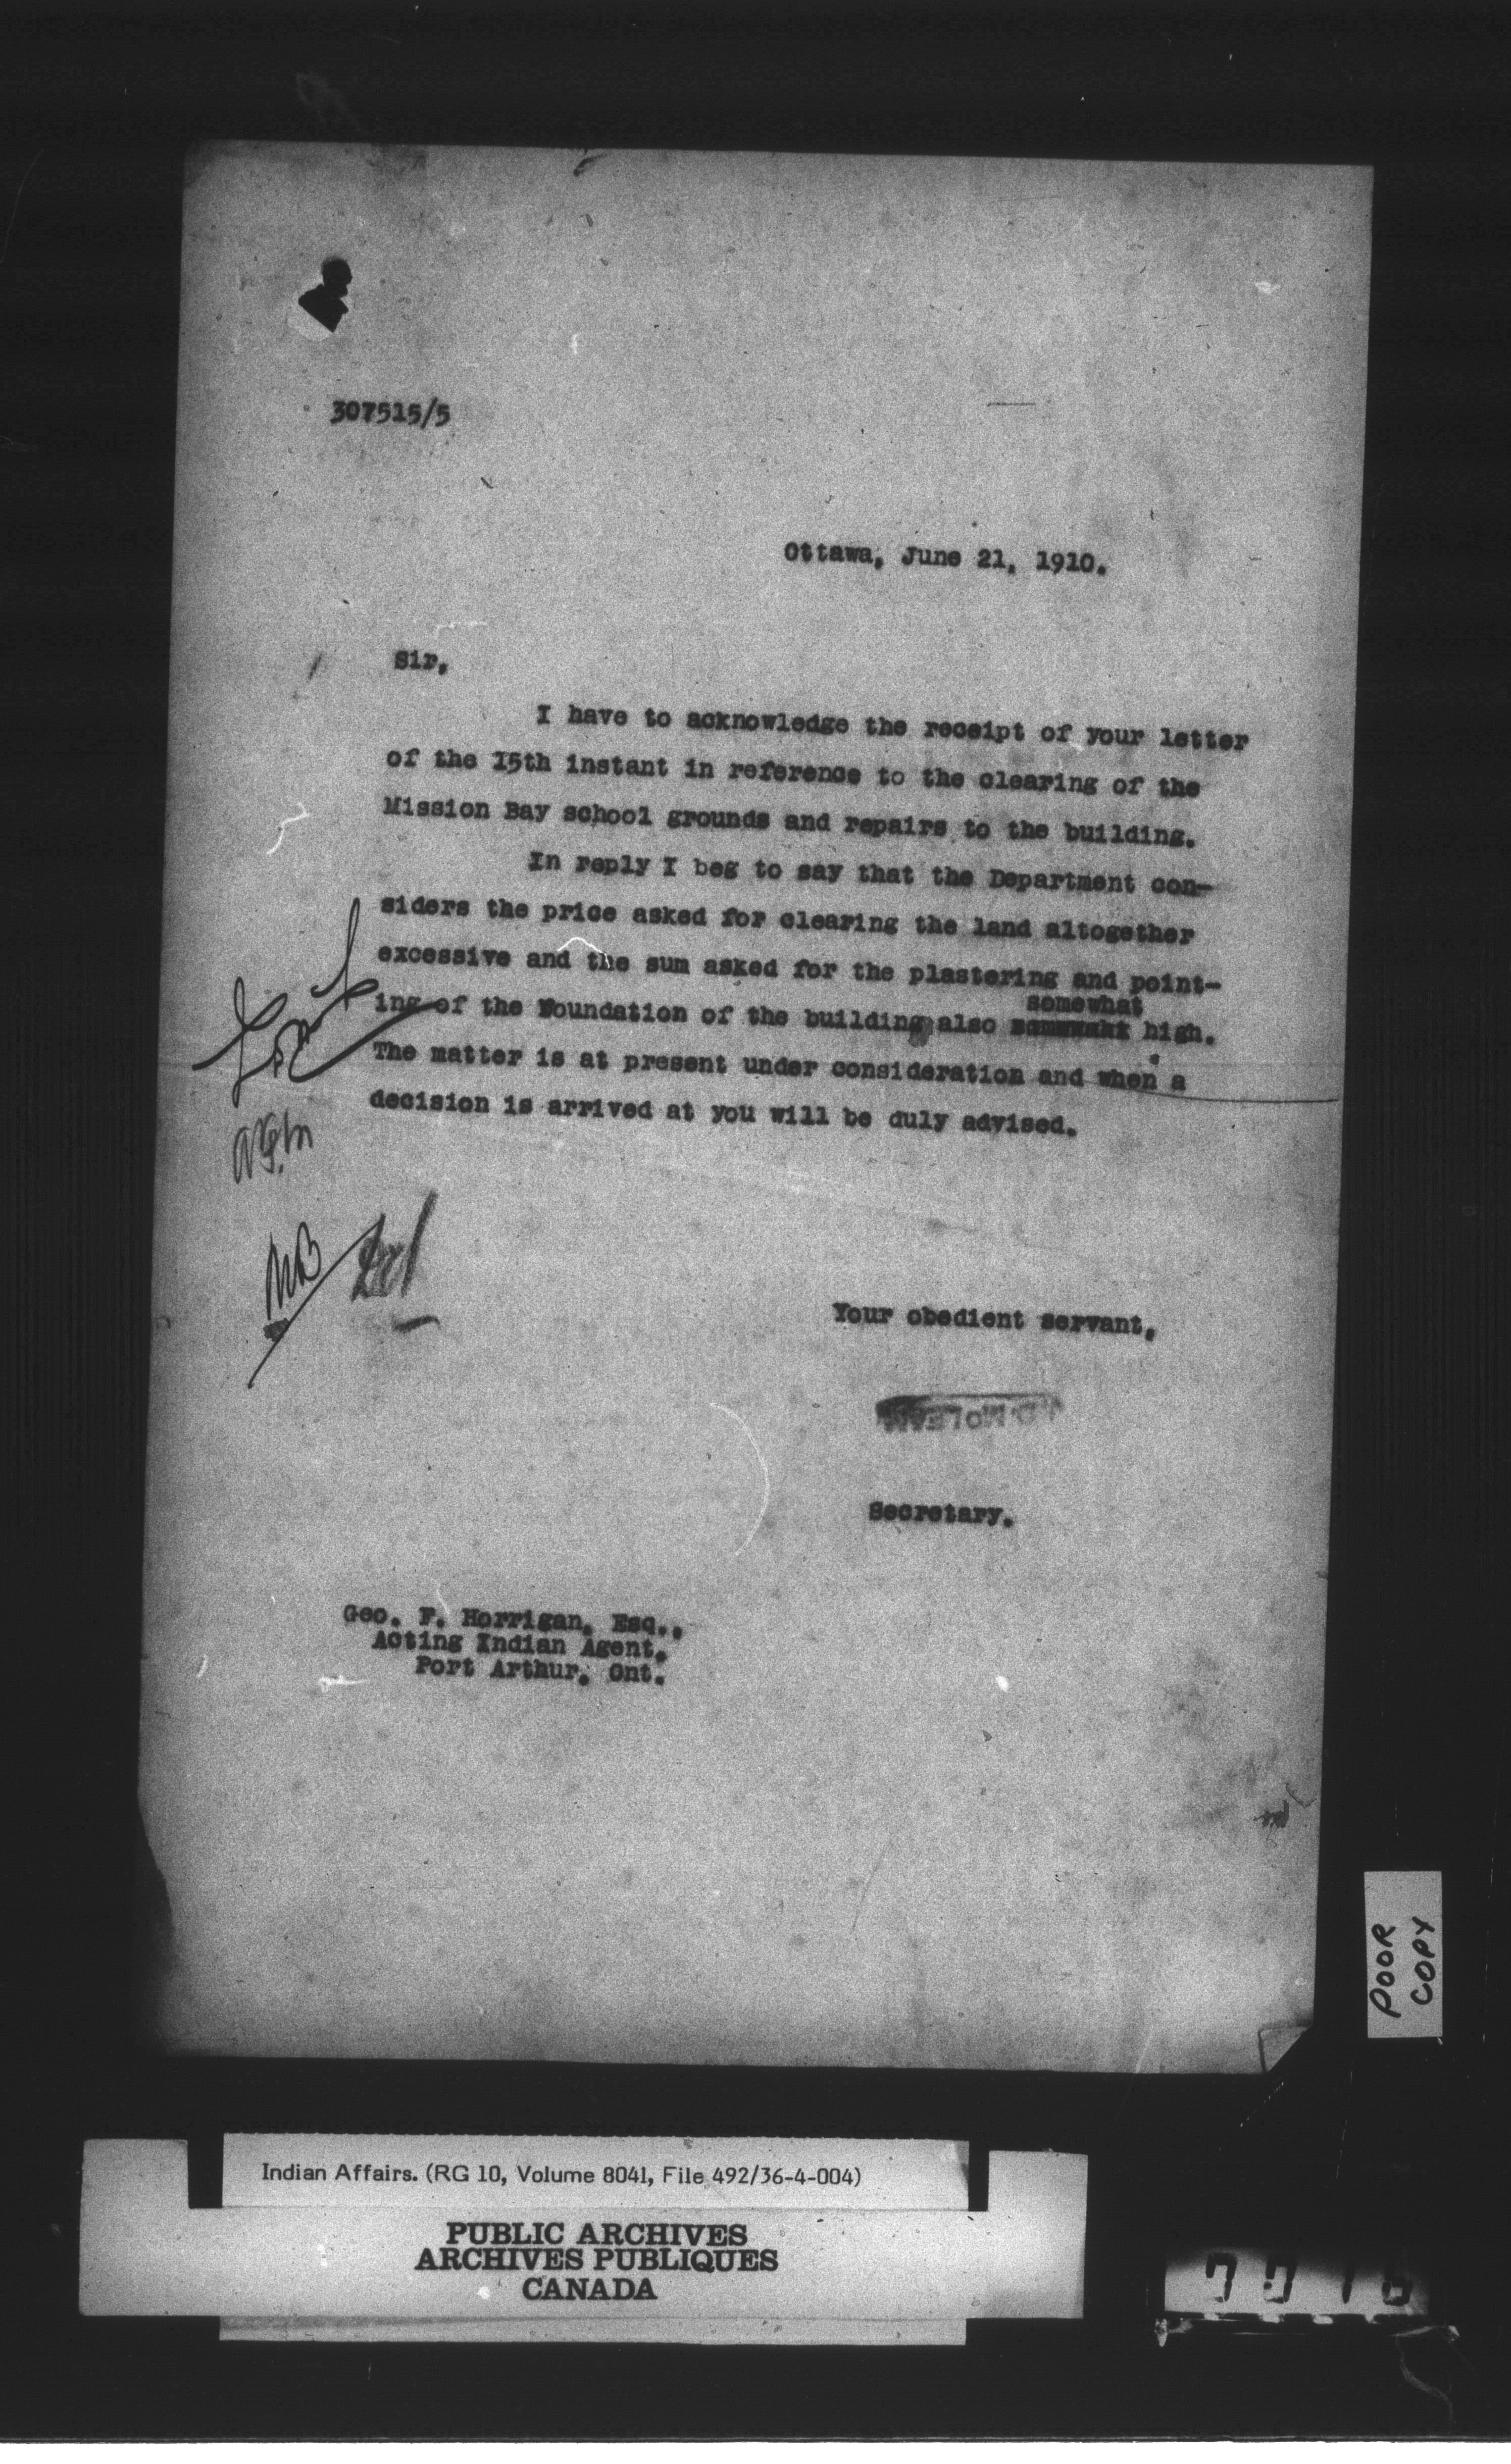 307515/5
Ottawa, June 21, 1910.
Sir,
I have to acknowledge the receipt of your letter
of the 15th instant in reference to the clearing of the
Mission Bay school grounds and repairs to the building.
In reply I beg to say that the Department con-
siders the price asked for clearing the land altogether
excessive and the sum asked for the plastering and point-
somewhat
ing of the Foundation of the building also high.
The matter is at present under consideration and when a
decision is arrived at you will be duly advised.
MB
Your obedient servant,
J.D. McLEAN
Secretary.
Geo. F. Horrigan, Esq.,
Acting Indian Agent,
Port Arthur, Ont.
POOR
COPY
Indian Affairs. (RG 10, Volume 8041, File 492/36-4-004)
PUBLIC ARCHIVES
ARCHIVES PUBLIQUES
CANADA